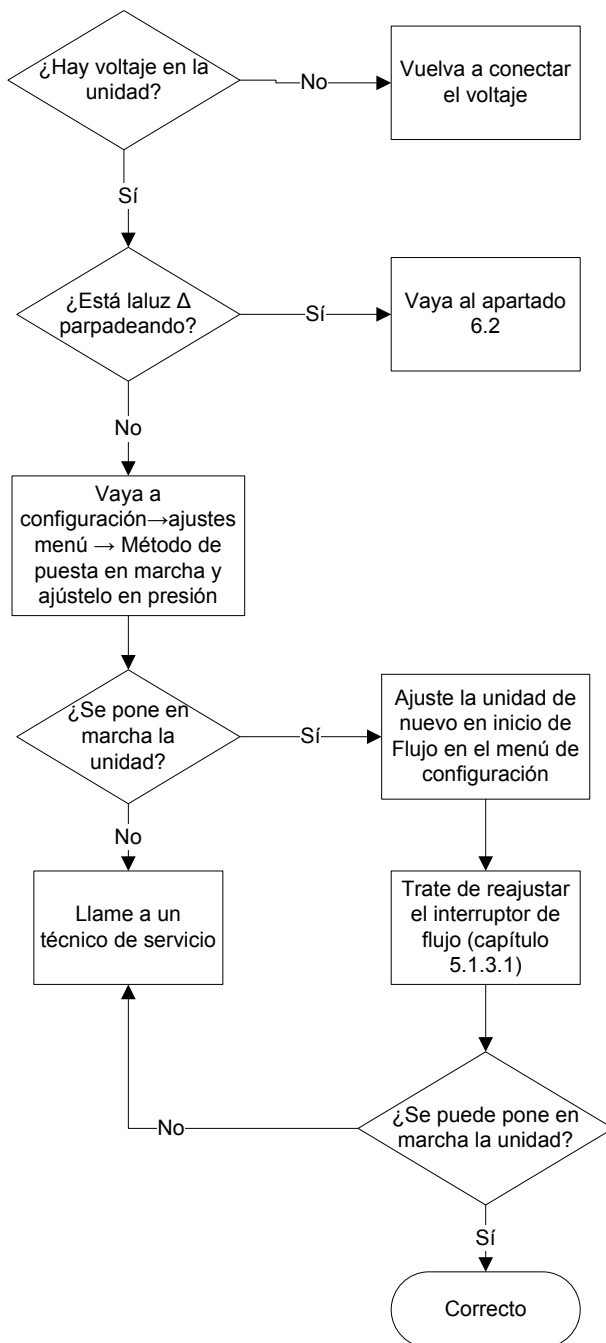 ¿Hay voltaje en la
unidad?
No
Vuelva a conectar
el voltaje
Sí
¿Está laluz Δ
parpadeando?
Sí
Vaya al apartado
6.2
No
Vaya a
configuración→ajustes
menú → Método de
puesta en marcha y
ajústelo en presión
¿Se pone en
marcha la
unidad?
Sí
Ajuste la unidad de
nuevo en inicio de
Flujo en el menú de
configuración
No
Llame a un
técnico de servicio
Trate de reajustar
el interruptor de
flujo (capítulo
5.1.3.1)
¿Se puede pone en
marcha la unidad?
No
Sí
Correcto